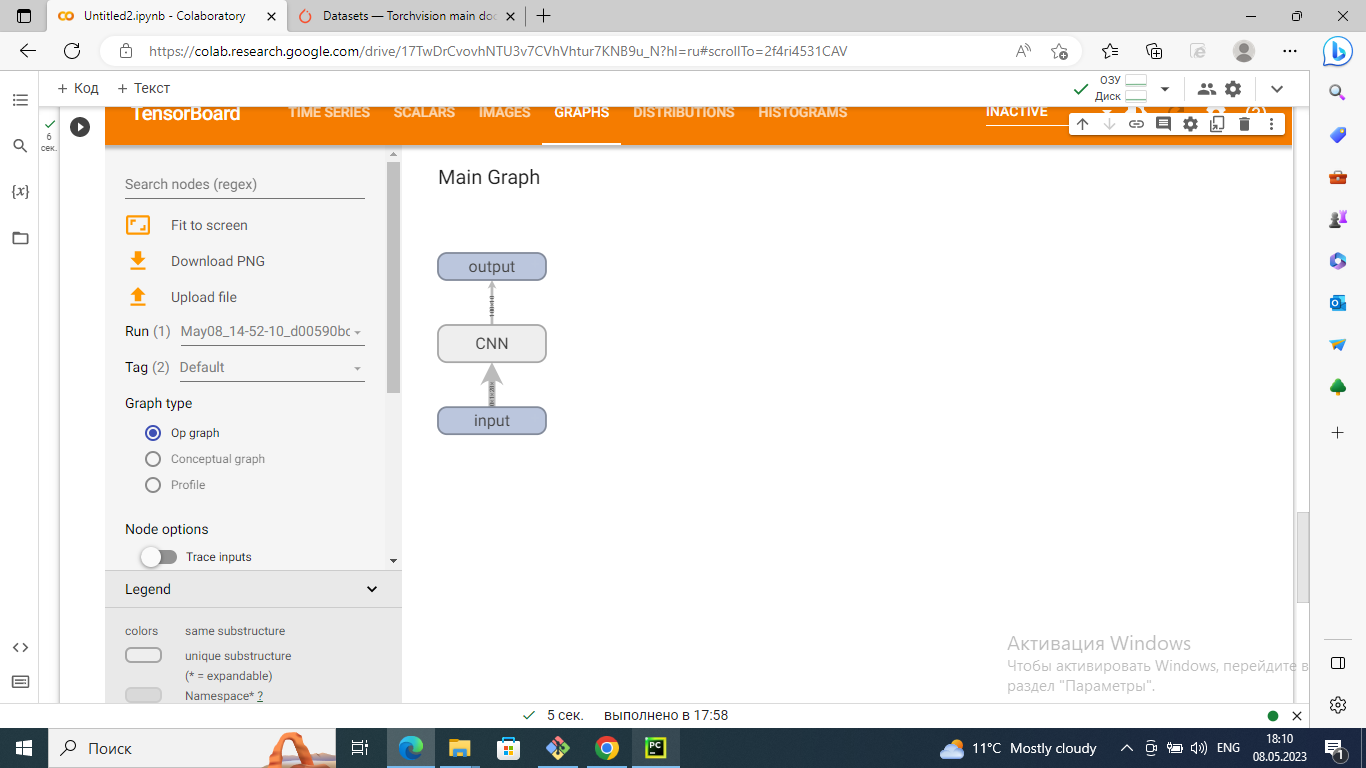 Untitled2.ipynb - Colaboratory
Datasets — Torchvision main doc
https://colab.research.google.com/drive/17TwDrCvovhNTU3v7CVhVhtur7KNB9u_N?hl=ru#scrollTo=2f4ri4531CAV
+ Код + Текст
ОЗУ
Диск
TensorBoard TIME SERIES SCALARS IMAGES GRAPHS DISTRIBUTIONS HISTOGRAMS INACTIVE
6
сек.
{x}
Search nodes (regex)
Fit to screen
Download PNG
Upload file
Run (1) May08_14-52-10_d00590bc
Tag (2) Default
Graph type
Op graph
Conceptual graph
Profile
Node options
Trace inputs
Legend
colors same substructure
unique substructure
(* = expandable)
Namespace* ?
Main Graph
output
CNN
input
Активация Windows
Чтобы активировать Windows, перейдите в
раздел "Параметры".
5 сек. выполнено в 17:58
Поиск
11°C Mostly cloudy
ENG
18:10
08.05.2023
1